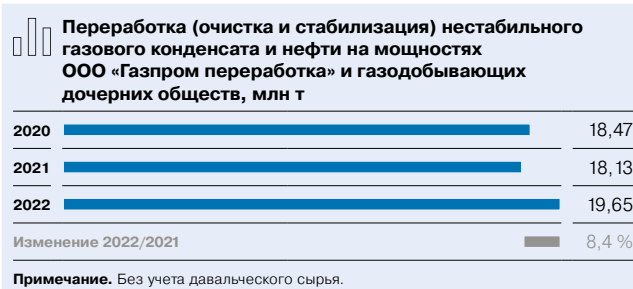 Переработка (очистка и стабилизация) нестабильного
газового конденсата и нефти на мощностях
ООО «Газпром переработка» и газодобывающих
дочерних обществ, млн т
2020 18,47
2021 18,13
2022 19,65
Изменение 2022/2021 8,4 %
Примечание. Без учета давальческого сырья.